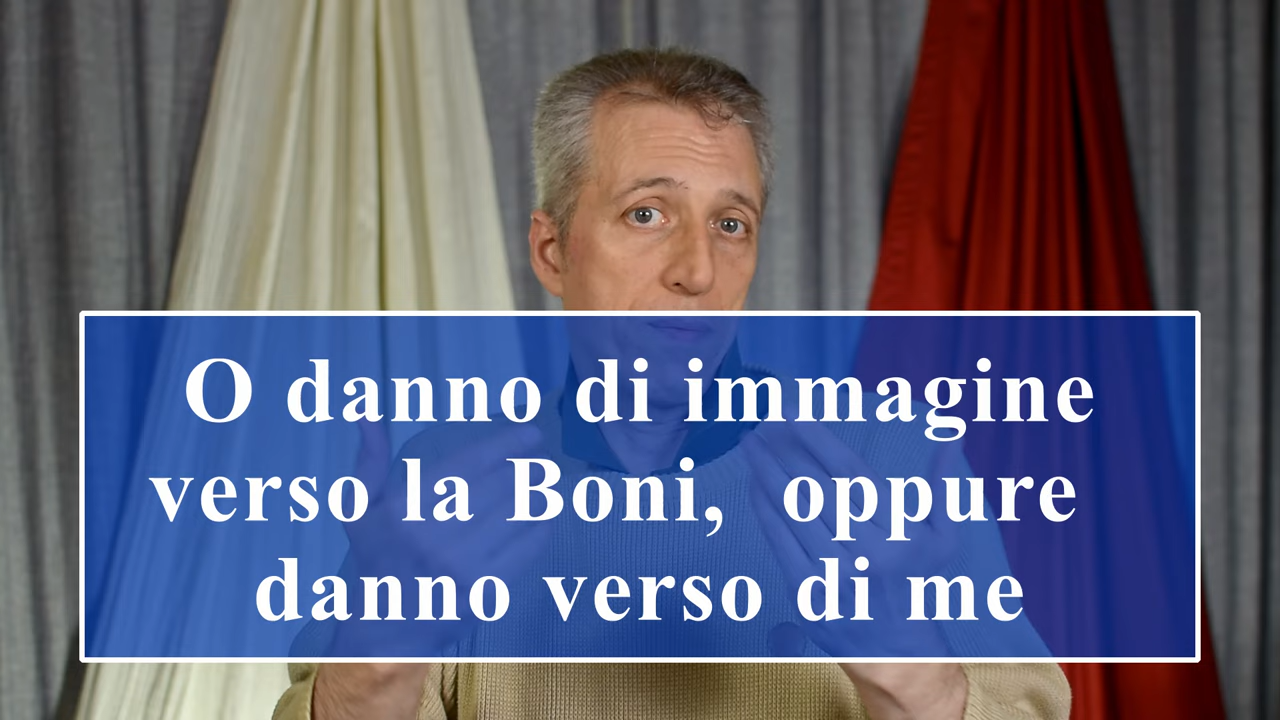 O danno di immagine
verso la Boni, oppure
danno verso di me